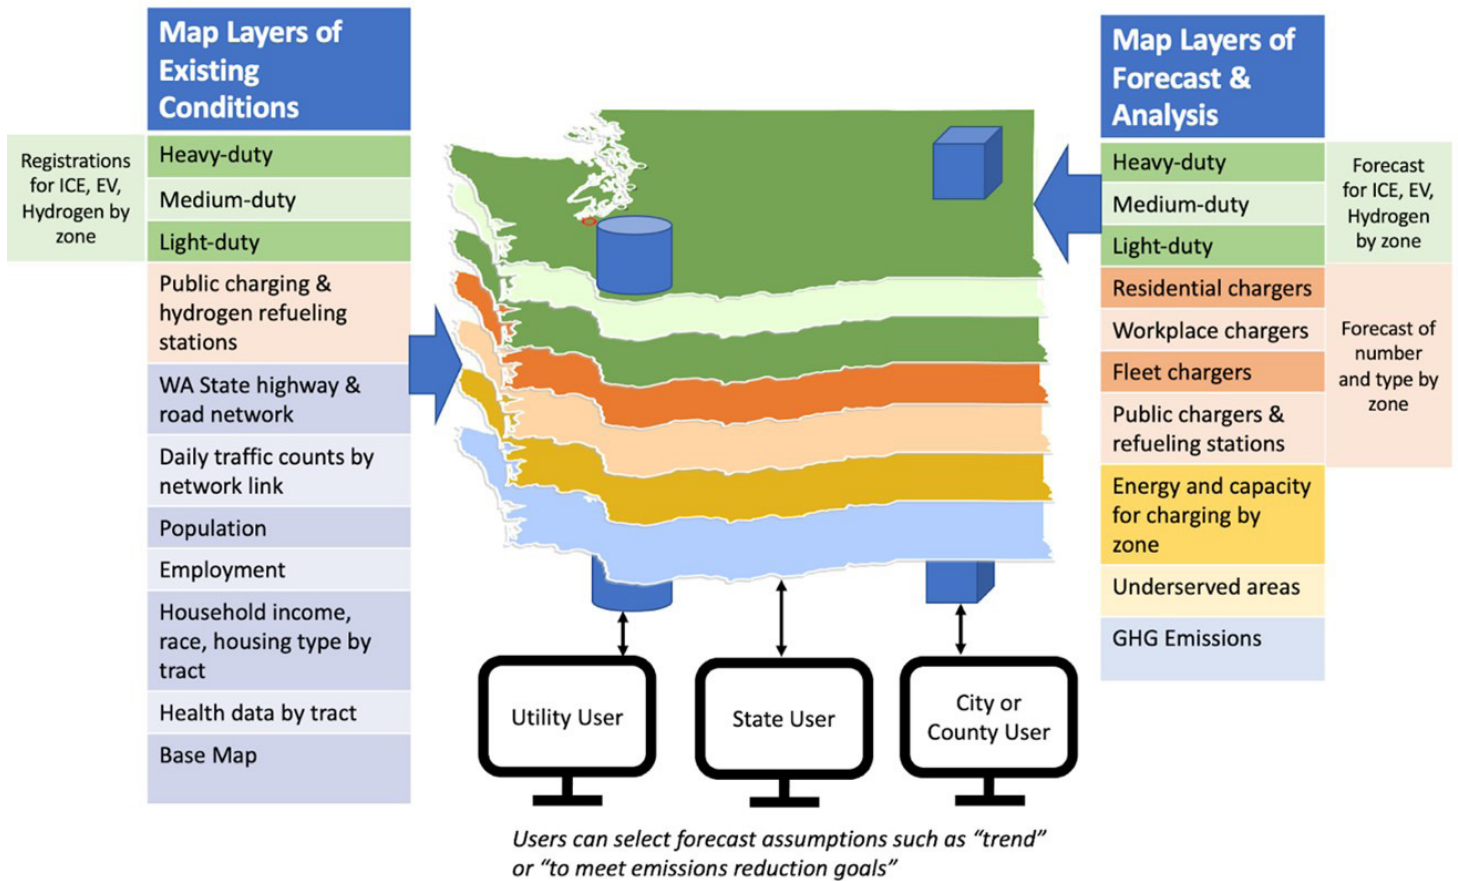 Map Layers of
Existing
Conditions
Registrations
for ICE, EV,
Hydrogen by
zone
Heavy-duty
Medium-duty
Light-duty
Public charging &
hydrogen refueling
stations
WA State highway &
road network
Daily traffic counts by
network link
Population
Employment
Household income,
race, housing type by
tract
Health data by tract
Base Map
Map Layers of
Forecast &
Analysis
Heavy-duty
Medium-duty
Light-duty
Forecast
for ICE, EV,
Hydrogen
by zone
Residential chargers
Workplace chargers
Fleet chargers
Public chargers &
refueling stations
Forecast of
number
and type by
zone
Energy and capacity
for charging by
zone
Underserved areas
GHG Emissions
Utility User
State User
City or
County User
Users can select forecast assumptions such as “trend”
or “to meet emissions reduction goals”